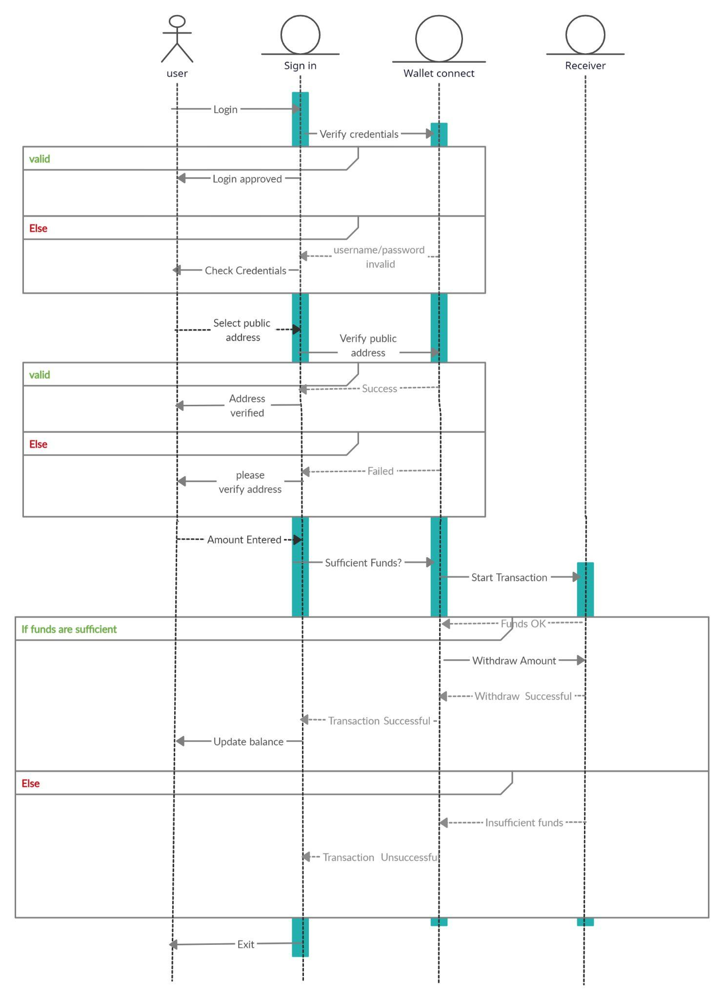 user
Sign in
Wallet connect
Receiver
Login
Verify credentials
valid
Login approved
Else
username/password
invalid
Check Credentials
Select public
address
Verify public
address
valid
Success
Address
verified
Else
Failed
please
verify address
Amount Entered
Sufficient Funds?
Start Transaction
If funds are sufficient
Funds OK
Withdraw Amount
Withdraw Successful
Transaction Successful
Update balance
Else
Insufficient funds
Transaction Unsuccessful
Exit